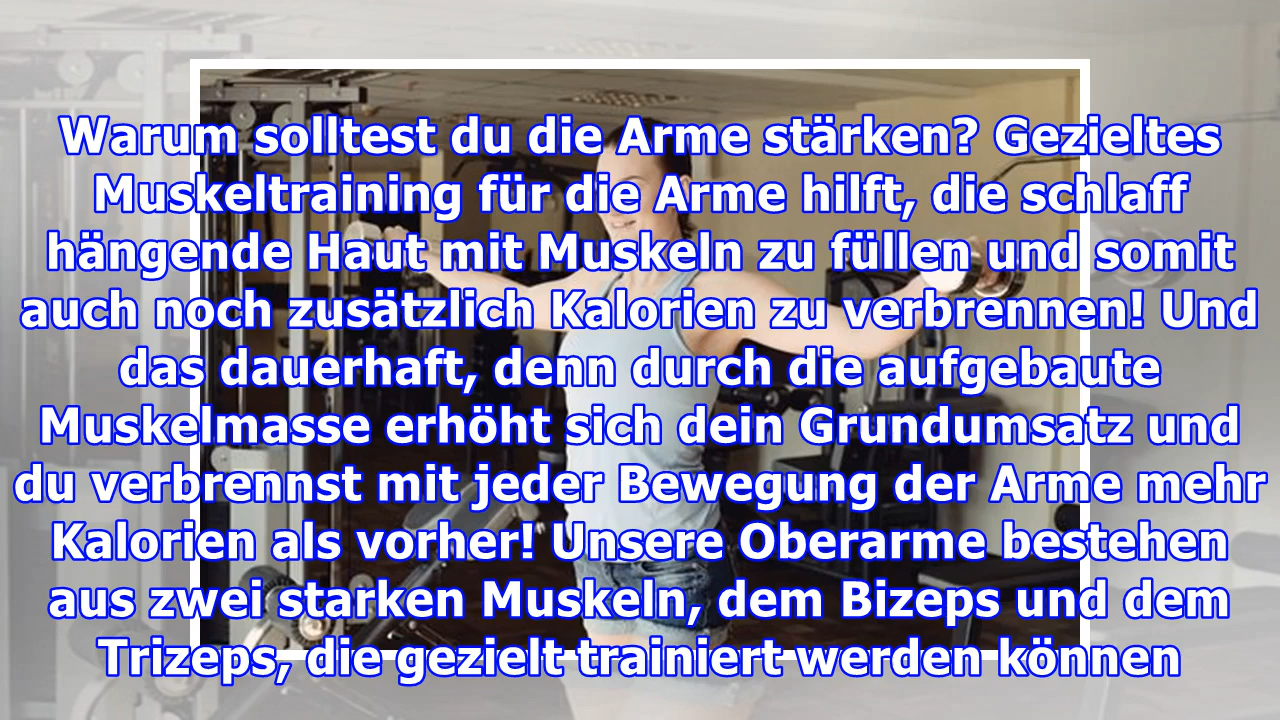 Warum solltest du die Arme stärken? Gezieltes
Muskeltraining für die Arme hilft, die schlaff
hängende Haut mit Muskeln zu füllen und somit
auch noch zusätzlich Kalorien zu verbrennen! Und
das dauerhaft, denn durch die aufgebaute
Muskelmasse erhöht sich dein Grundumsatz und
du verbrennst mit jeder Bewegung der Arme mehr
Kalorien als vorher! Unsere Oberarme bestehen
aus zwei starken Muskeln, dem Bizeps und dem
Trizeps, die gezielt trainiert werden können